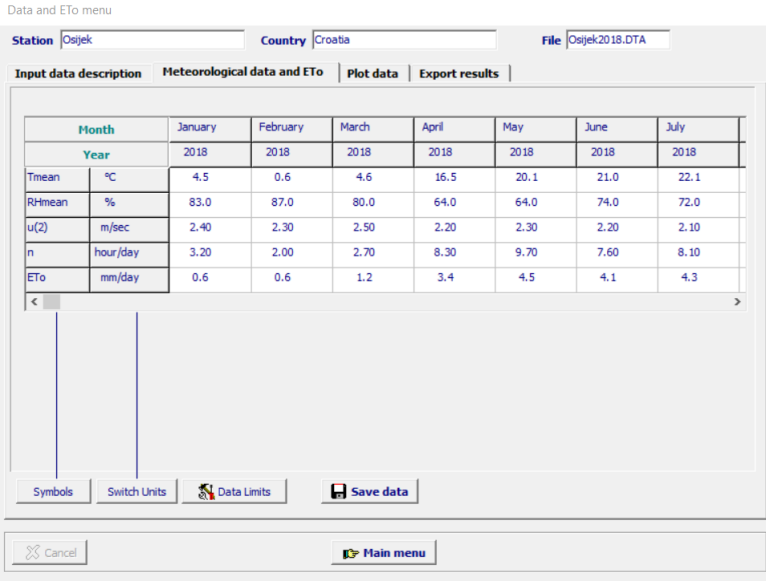 Data and ETo menu
Station Osijek Country Croatia File Osijek2018.DTA
Input data description Meteorological data and ETo Plot data Export results
Month January February March April May June July
Year 2018 2018 2018 2018 2018 2018 2018
Tmean °C 4.5 0.6 4.6 16.5 20.1 21.0 22.1
RHmean % 83.0 87.0 80.0 64.0 64.0 74.0 72.0
u(2) m/sec 2.40 2.30 2.50 2.20 2.30 2.20 2.10
n hour/day 3.20 2.00 2.70 8.30 9.70 7.60 8.10
ETo mm/day 0.6 0.6 1.2 3.4 4.5 4.1 4.3
Symbols Switch Units Data Limits Save data
Cancel Main menu